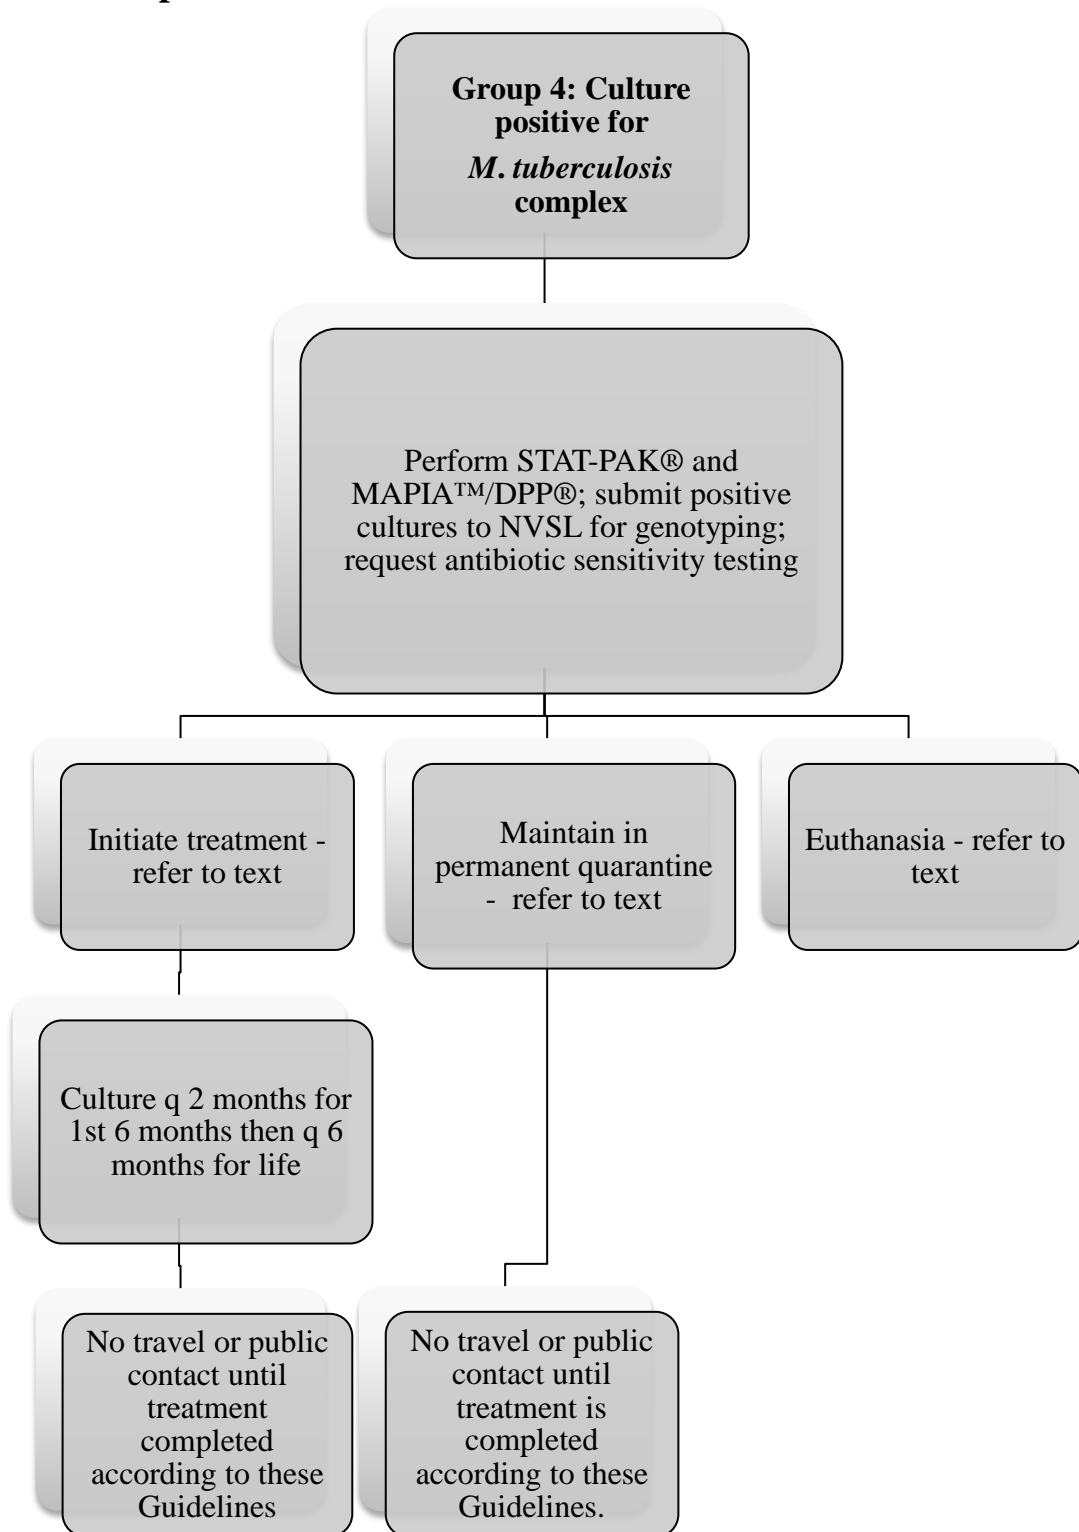 Group 4: Culture
positive for
M. tuberculosis
complex
Perform STAT-PAK® and
MAPIA™/DPP®; submit positive
cultures to NVSL for genotyping;
request antibiotic sensitivity testing
Initiate treatment -
refer to text
Maintain in
permanent quarantine
- refer to text
Euthanasia - refer to
text
Culture q 2 months for
1st 6 months then q 6
months for life
No travel or public
contact until
treatment
completed
according to these
Guidelines
No travel or public
contact until
treatment is
completed
according to these
Guidelines.